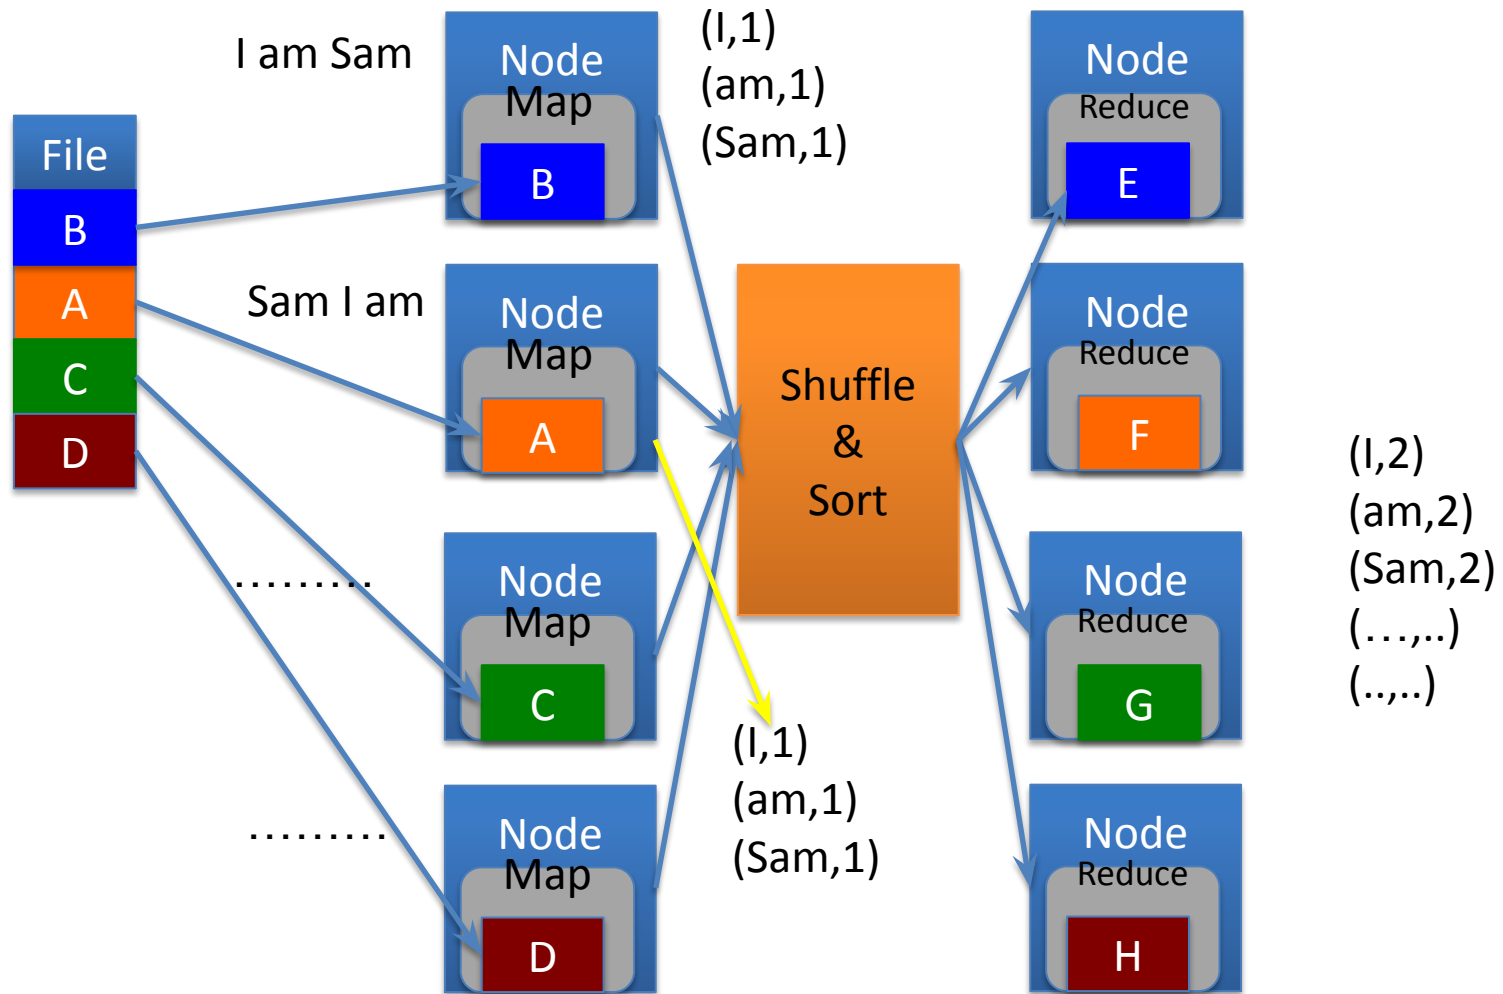 File
B
A
C
D
I am Sam
Sam I am
.........
.........
Node
Map
B
Node
Map
A
Node
Map
C
Node
Map
D
(I,1)
(am,1)
(Sam,1)
Shuffle
&
Sort
(I,1)
(am,1)
(Sam,1)
Node
Reduce
E
Node
Reduce
F
Node
Reduce
G
Node
Reduce
H
(I,2)
(am,2)
(Sam,2)
(…,..)
(..,..)